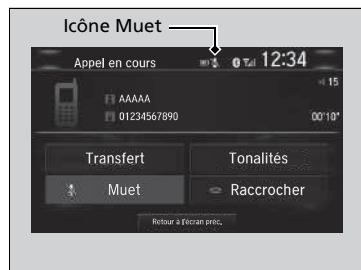 Icône Muet
Appel en cours 12:34
15
AAAAA
01234567890 00'10"
Transfert Tonalités
Muet Raccrocher
Retour à l'écran préc.